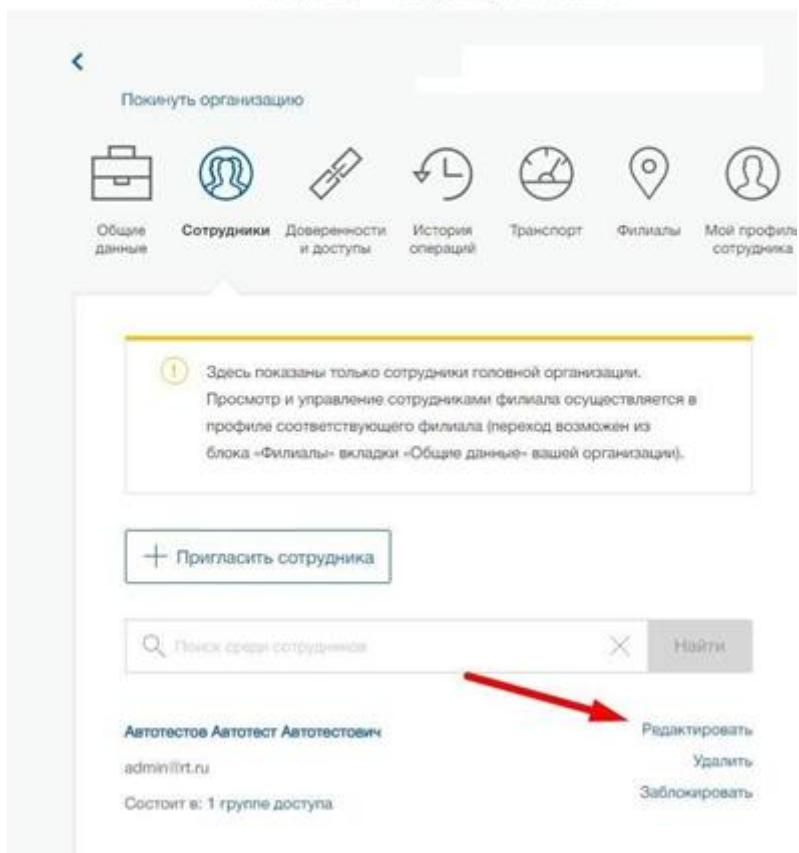 Покинуть организацию
Общие данные
Сотрудники
Доверенности и доступы
История операций
Транспорт
Филиалы
Мой профиль сотрудника
Здесь показаны только сотрудники головной организации.
Просмотр и управление сотрудниками филиала осуществляется в
профиле соответствующего филиала (переход возможен из
блока «Филиалы» вкладки «Общие данные» вашей организации).
Пригласить сотрудника
Поиск среди сотрудников
Найти
Автотестов Автотест Автотестович
Редактировать
admin@rt.ru
Удалить
Состоит в: 1 группе доступа
Заблокировать